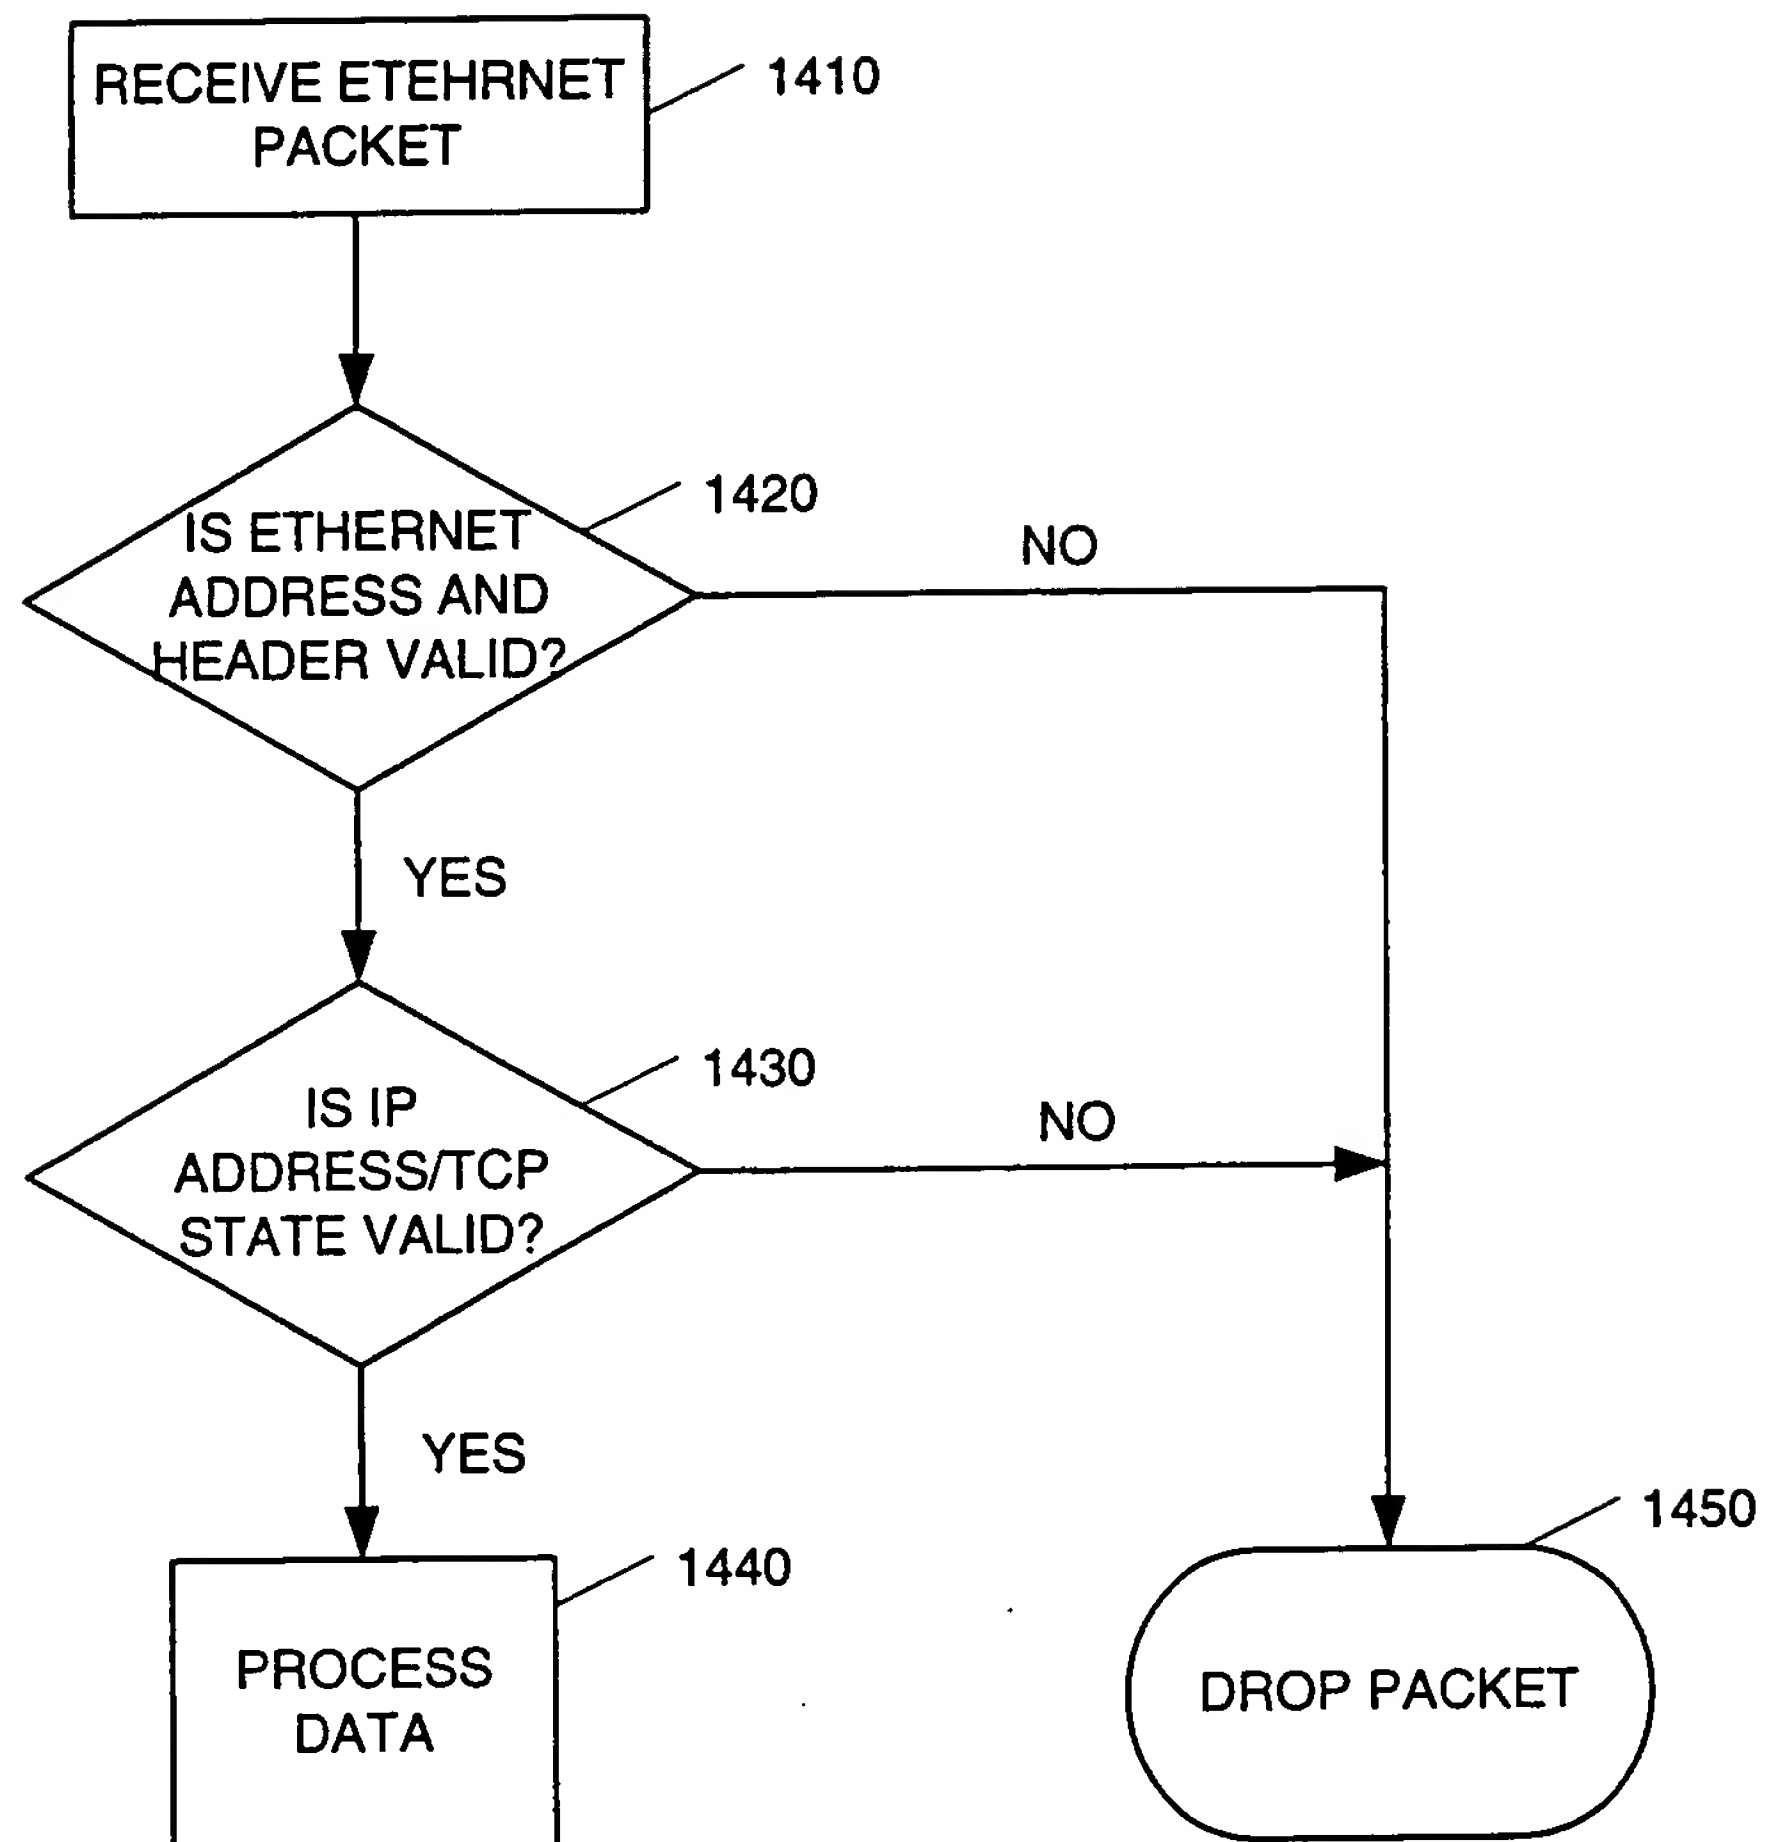 RECEIVE ETEHRNET
PACKET
1410
1420
IS ETHERNET
ADDRESS AND
HEADER VALID?
NO
YES
1430
IS IP
ADDRESS/TCP
STATE VALID?
NO
YES
1440
PROCESS
DATA
1450
DROP PACKET